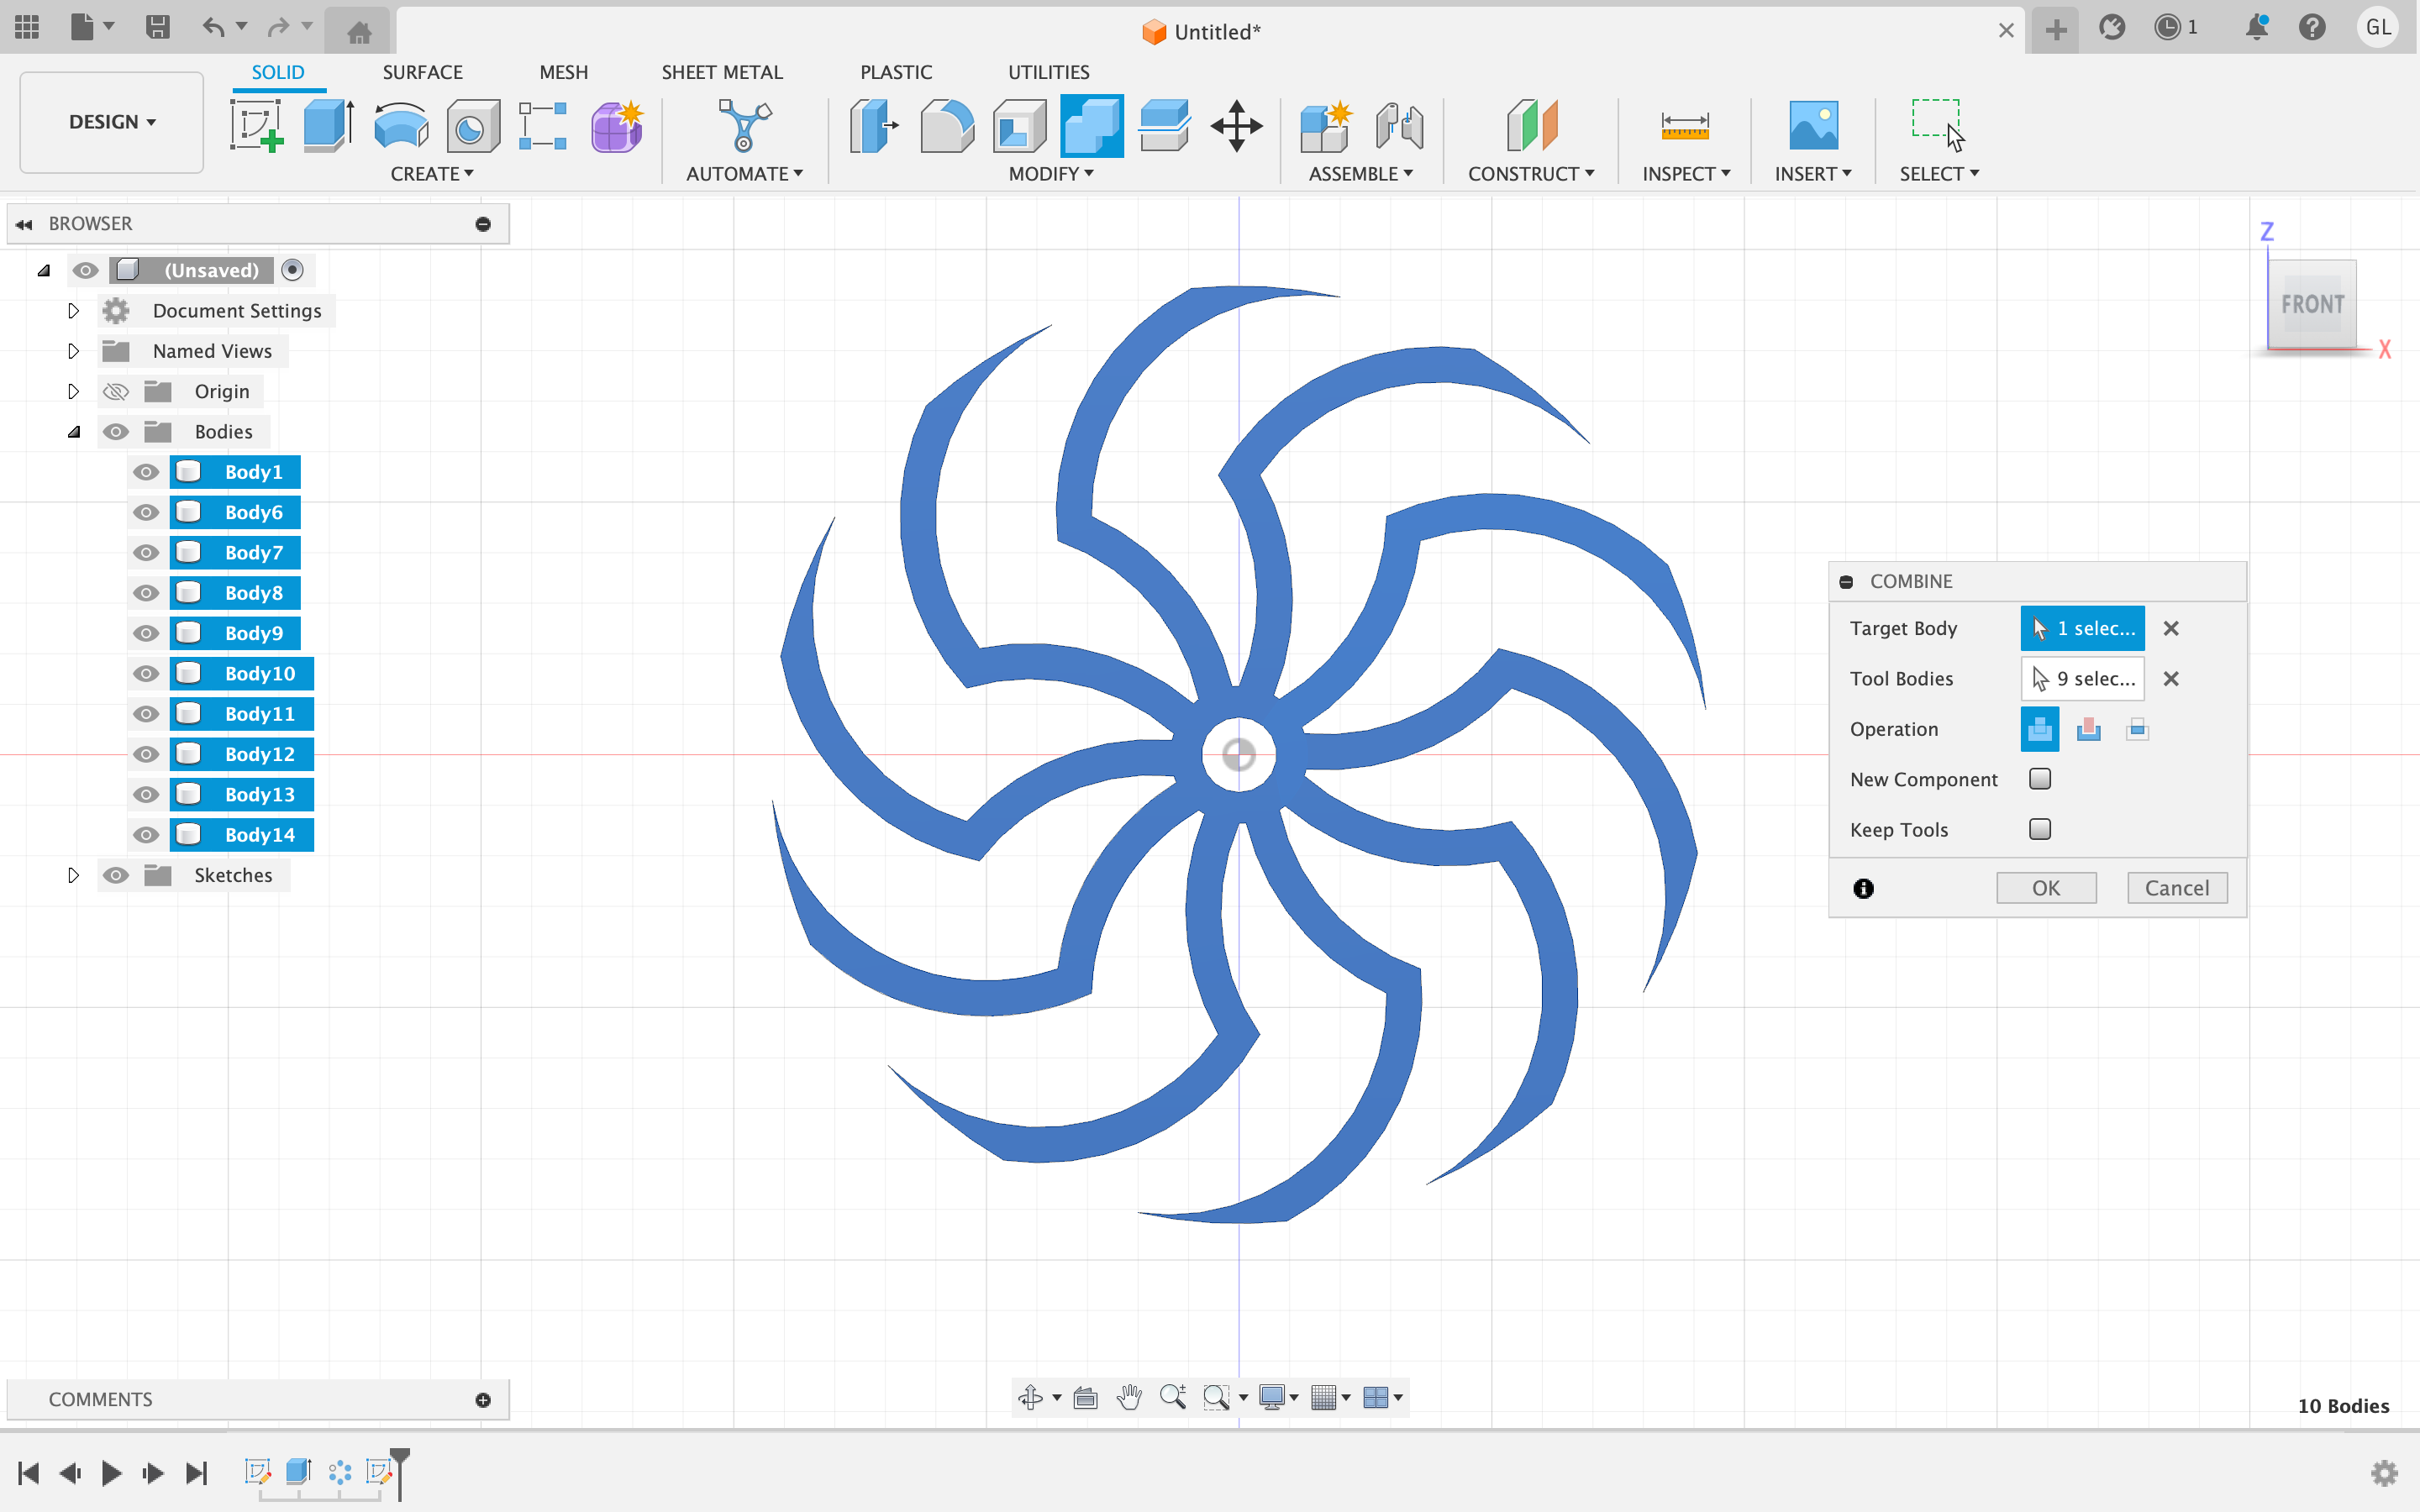 Untitled*
1
GL
DESIGN
SOLID
SURFACE
MESH
SHEET METAL
PLASTIC
UTILITIES
CREATE
AUTOMATE
MODIFY
ASSEMBLE
CONSTRUCT
INSPECT
INSERT
SELECT
BROWSER
(Unsaved)
Document Settings
Named Views
Origin
Bodies
Body1
Body6
Body7
Body8
Body9
Body10
Body11
Body12
Body13
Body14
Sketches
Z
FRONT
X
COMBINE
Target Body 1 selec...
Tool Bodies 9 selec...
Operation
New Component
Keep Tools
OK Cancel
COMMENTS
10 Bodies